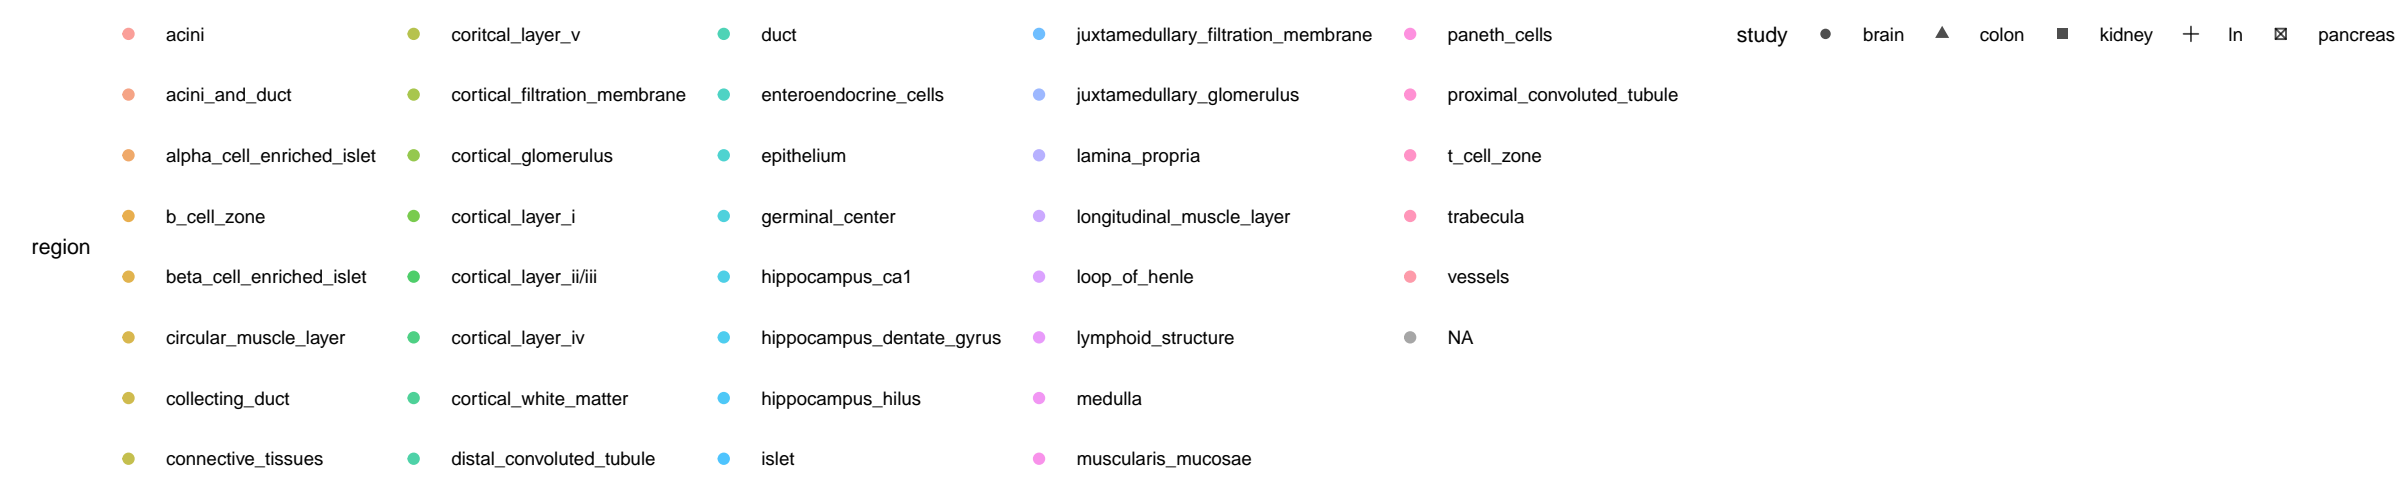 acini coritcal_layer_v duct juxtamedullary_filtration_membrane paneth_cells study brain colon kidney ln pancreas
acini_and_duct cortical_filtration_membrane enteroendocrine_cells juxtamedullary_glomerulus proximal_convoluted_tubule
alpha_cell_enriched_islet cortical_glomerulus epithelium lamina_propria t_cell_zone
b_cell_zone cortical_layer_i germinal_center longitudinal_muscle_layer trabecula
region
beta_cell_enriched_islet cortical_layer_ii/iii hippocampus_ca1 loop_of_henle vessels
circular_muscle_layer cortical_layer_iv hippocampus_dentate_gyrus lymphoid_structure NA
collecting_duct cortical_white_matter hippocampus_hilus medulla
connective_tissues distal_convoluted_tubule islet muscularis_mucosae